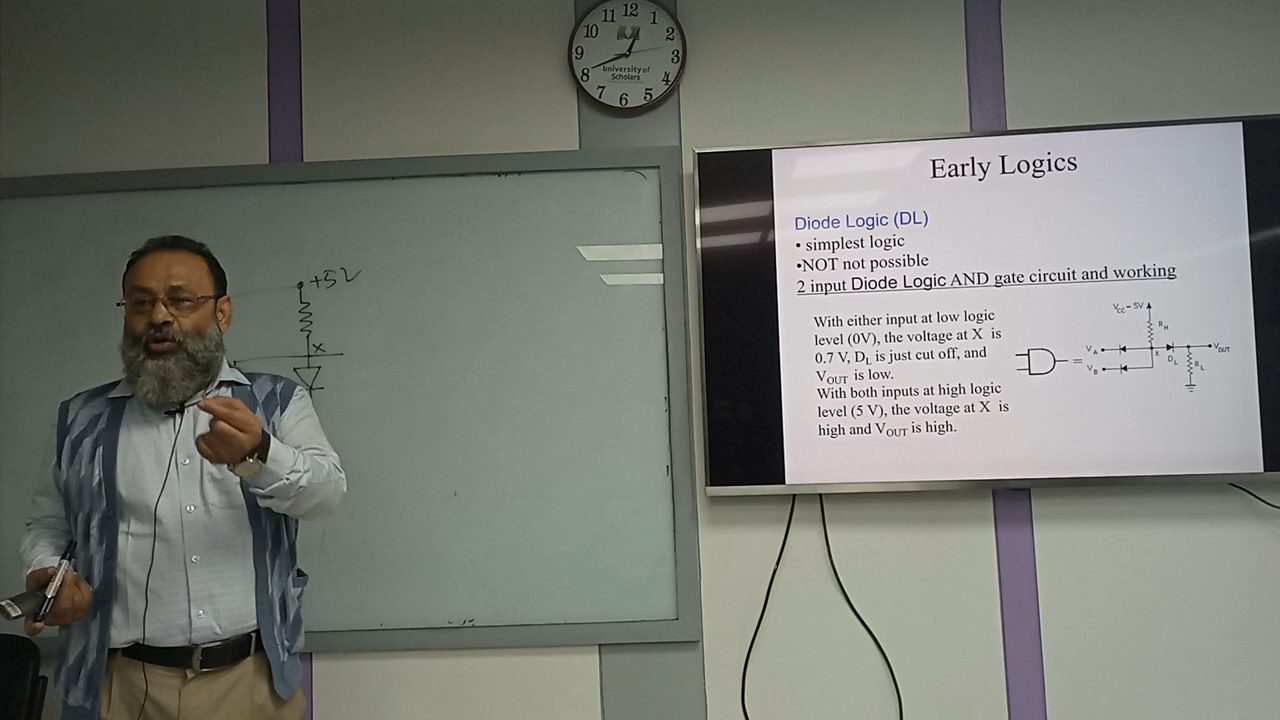 11 12 1
10 2
9 3
8 4
7 6 5
University of
Scholars
+5V
X
Early Logics
Diode Logic (DL)
• simplest logic
•NOT not possible
2 input Diode Logic AND gate circuit and working
With either input at low logic
level (0V), the voltage at X is
0.7 V, DL is just cut off, and
VOUT is low.
With both inputs at high logic
level (5 V), the voltage at X is
high and VOUT is high.
VCC – 5V
RH
= VA X DL VOUT
VB RL